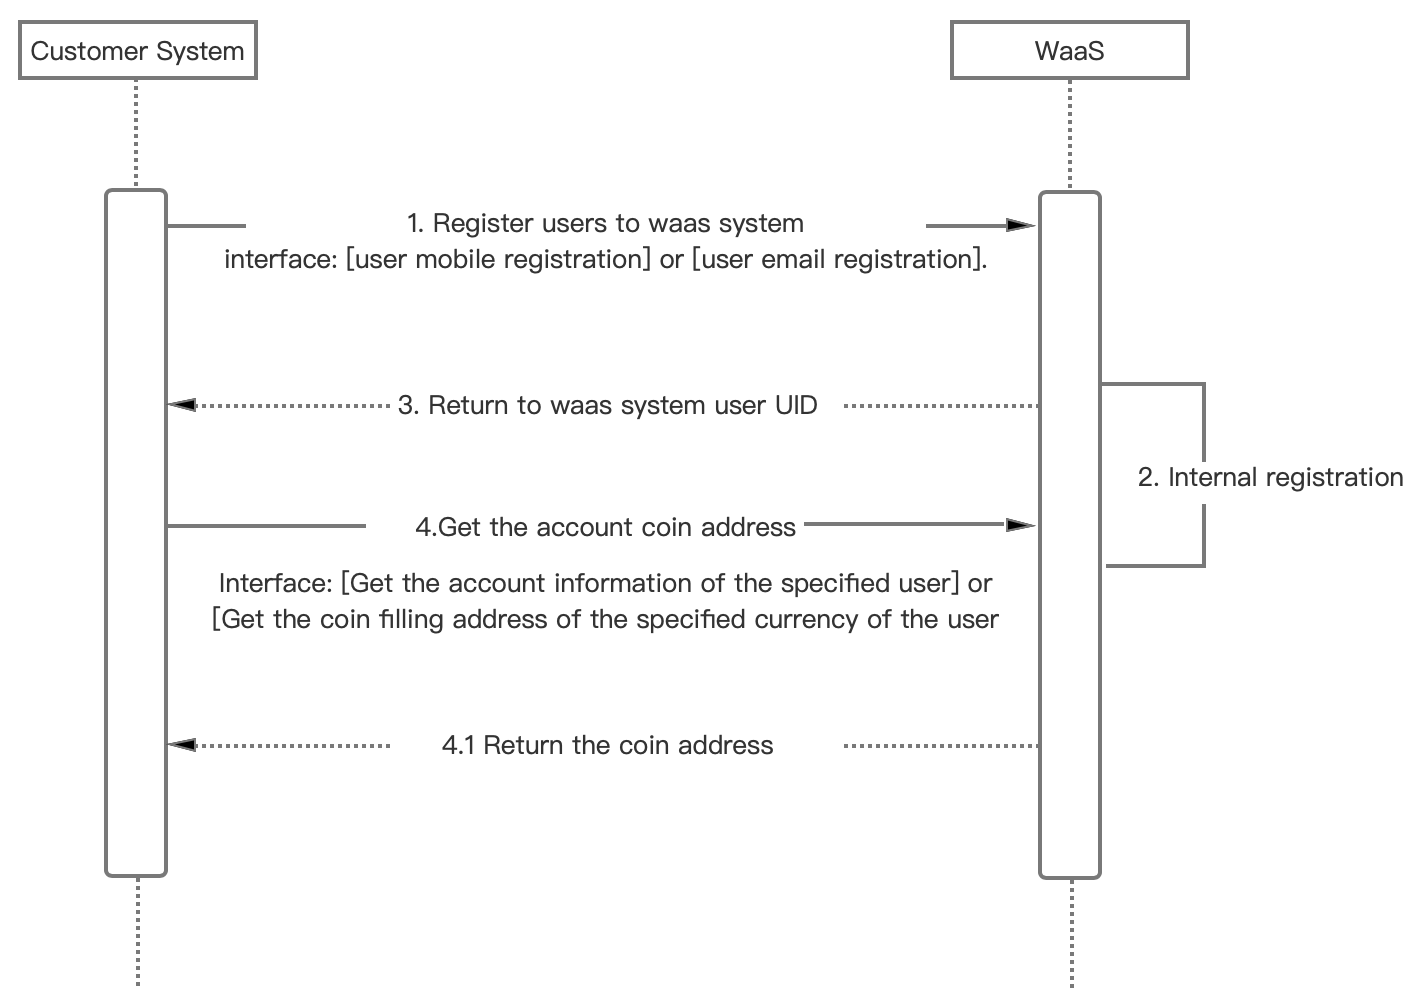 Customer System
WaaS
1. Register users to waas system
interface: [user mobile registration] or [user email registration].
3. Return to waas system user UID
2. Internal registration
4.Get the account coin address
Interface: [Get the account information of the specified user] or
[Get the coin filling address of the specified currency of the user
4.1 Return the coin address